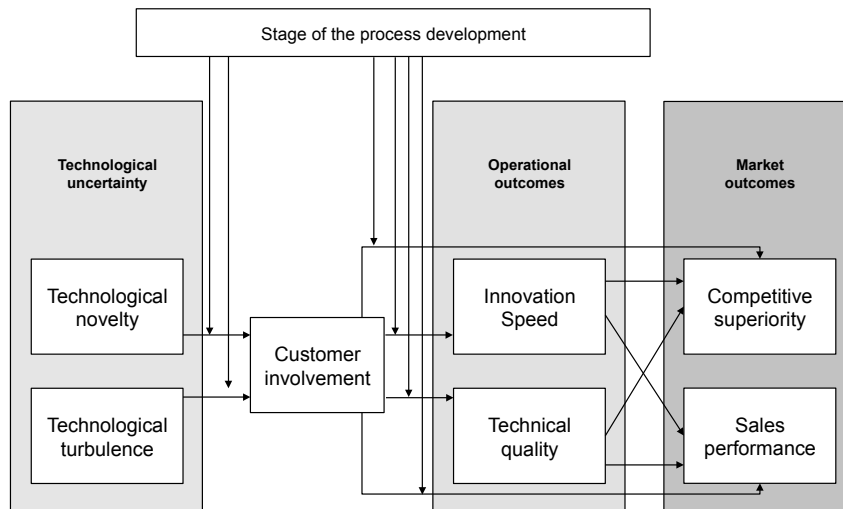 Stage of the process development
Technological
uncertainty
Operational
outcomes
Market
outcomes
Technological
novelty
Innovation
Speed
Competitive
superiority
Customer
involvement
Technological
turbulence
Technical
quality
Sales
performance